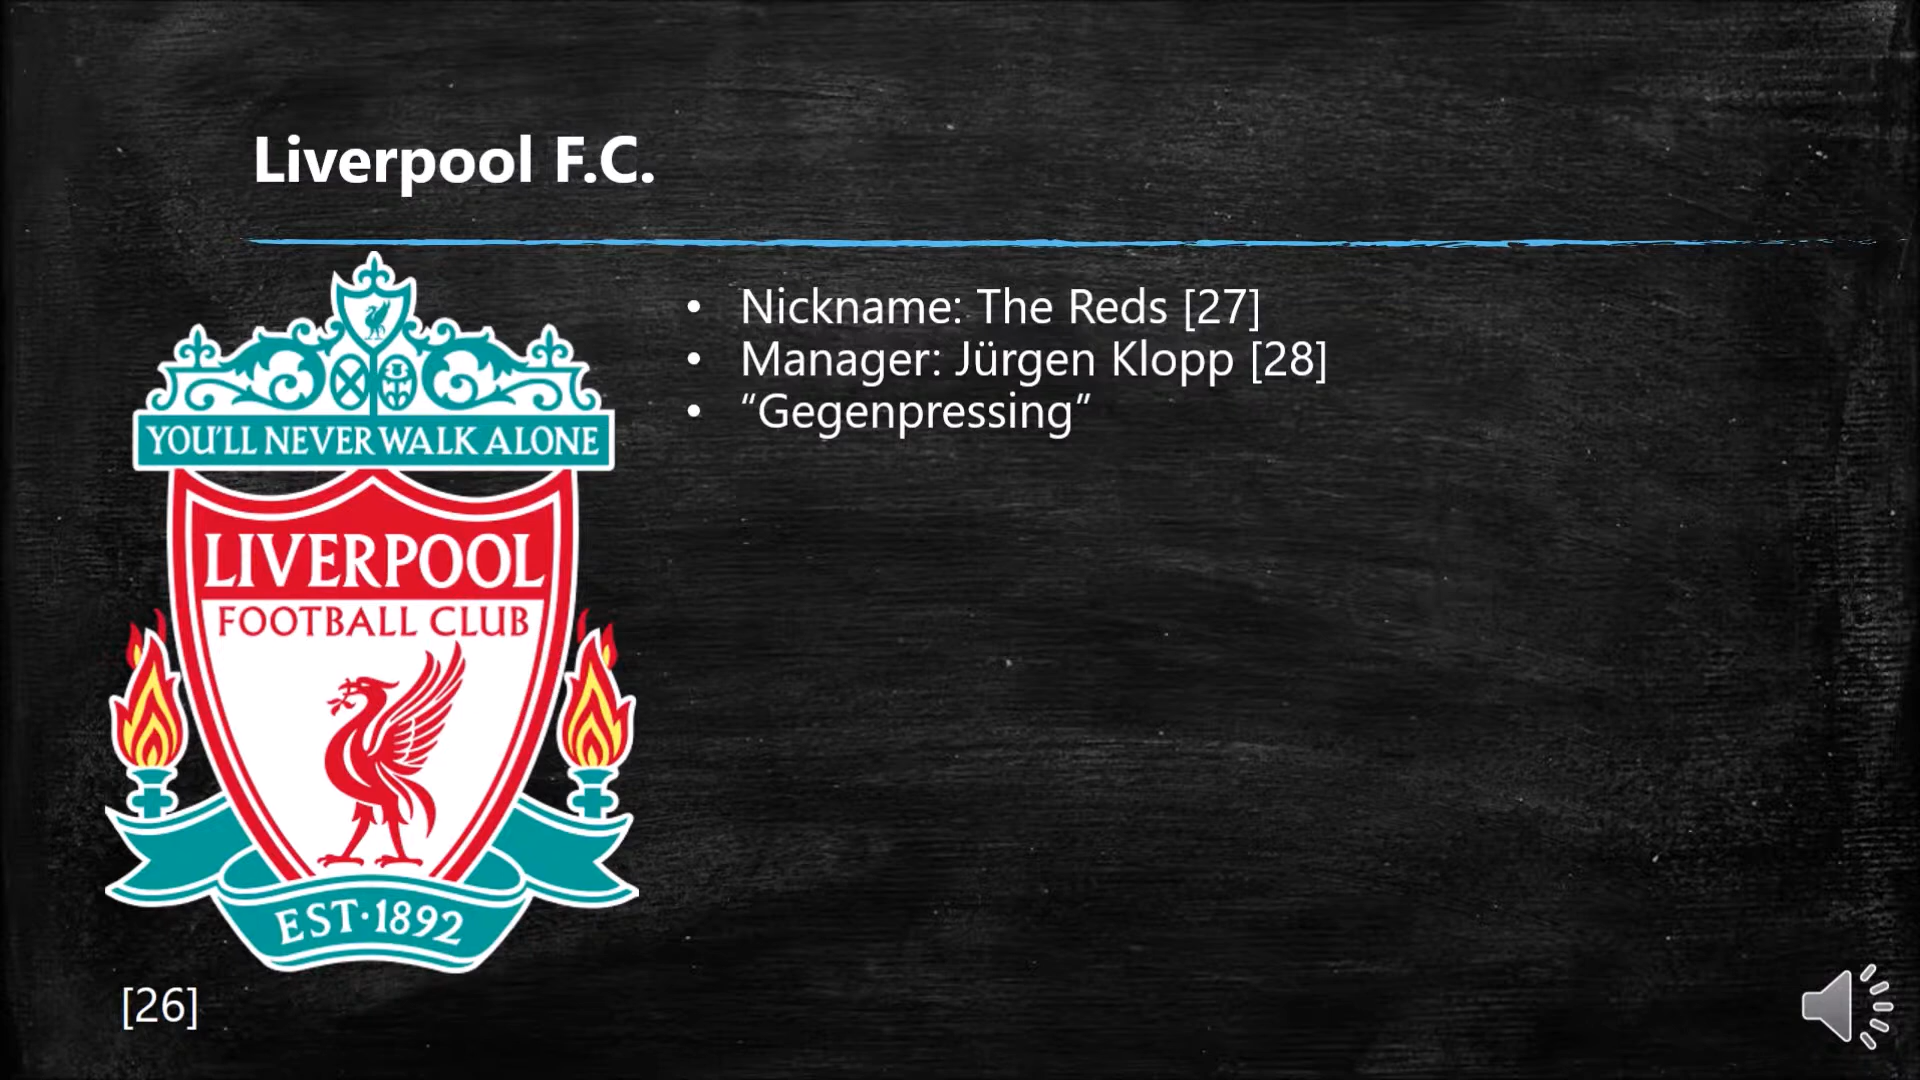 Liverpool F.C.
YOU'LL NEVER WALK ALONE
LIVERPOOL
FOOTBALL CLUB
EST·1892
[26]
• Nickname: The Reds [27]
• Manager: Jürgen Klopp [28]
• “Gegenpressing”